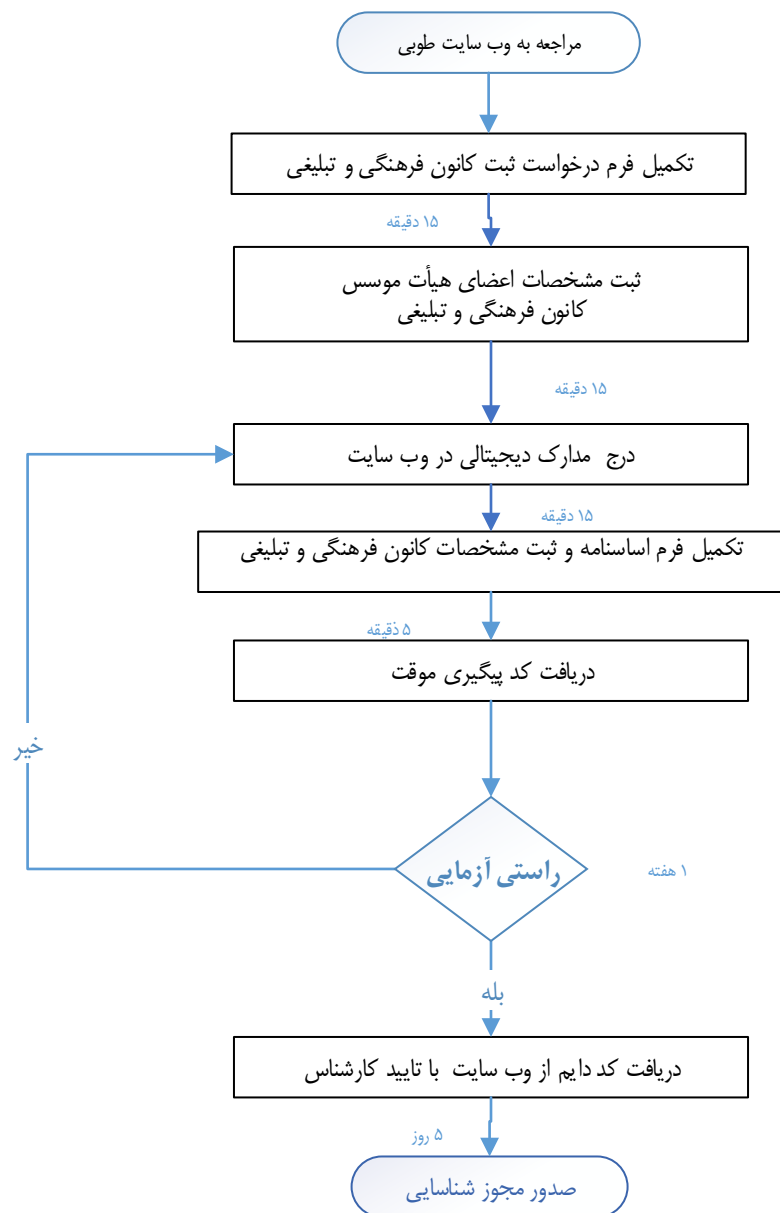 مراجعه به وب سایت طوبی
تکمیل فرم درخواست ثبت کانون فرهنگی و تبلیغی
۱۵ دقیقه
ثبت مشخصات اعضای هیأت موسس
کانون فرهنگی و تبلیغی
۱۵ دقیقه
درج مدارک دیجیتالی در وب سایت
۱۵ دقیقه
تکمیل فرم اساسنامه و ثبت مشخصات کانون فرهنگی و تبلیغی
۵ ذقیقه
دریافت کد پیگیری موقت
خیر
راستی آزمایی
۱ هفته
بله
دریافت کد دایم از وب سایت با تایید کارشناس
۵ روز
صدور مجوز شناسایی